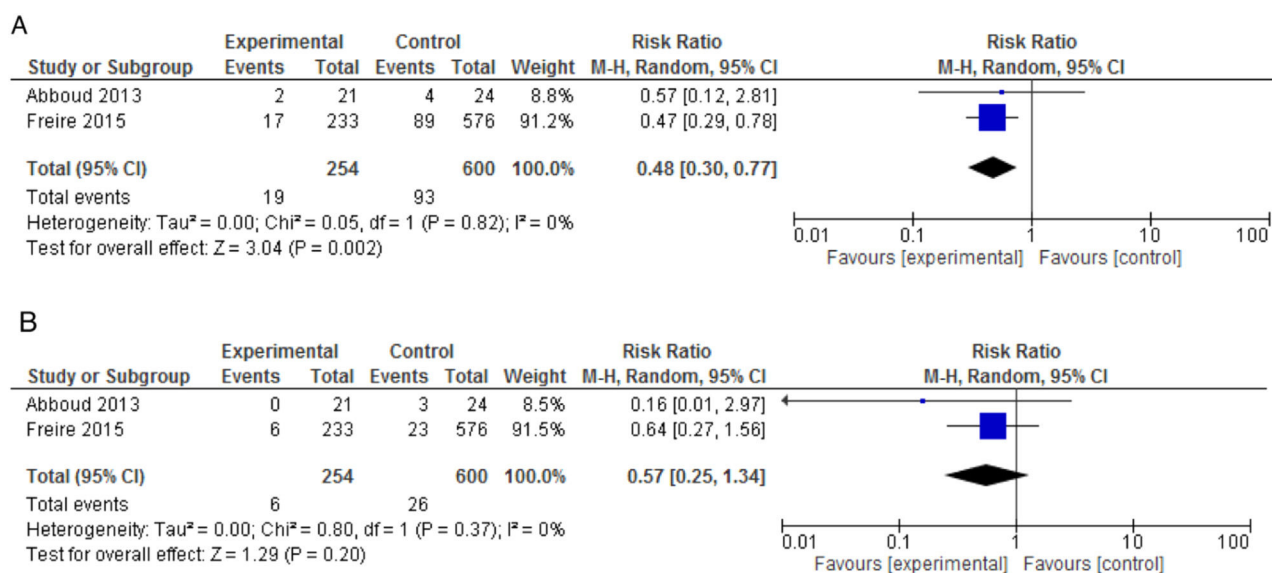 A
Experimental Control Risk Ratio Risk Ratio
Study or Subgroup Events Total Events Total Weight M-H, Random, 95% CI M-H, Random, 95% CI
Abboud 2013 2 21 4 24 8.8% 0.57 [0.12, 2.81]
Freire 2015 17 233 89 576 91.2% 0.47 [0.29, 0.78]
Total (95% CI) 254 600 100.0% 0.48 [0.30, 0.77]
Total events 19 93
Heterogeneity: Tau² = 0.00; Chi² = 0.05, df = 1 (P = 0.82); I² = 0%
Test for overall effect: Z = 3.04 (P = 0.002)
0.01 0.1 1 10 100
Favours [experimental] Favours [control]
B
Experimental Control Risk Ratio Risk Ratio
Study or Subgroup Events Total Events Total Weight M-H, Random, 95% CI M-H, Random, 95% CI
Abboud 2013 0 21 3 24 8.5% 0.16 [0.01, 2.97]
Freire 2015 6 233 23 576 91.5% 0.64 [0.27, 1.56]
Total (95% CI) 254 600 100.0% 0.57 [0.25, 1.34]
Total events 6 26
Heterogeneity: Tau² = 0.00; Chi² = 0.80, df = 1 (P = 0.37); I² = 0%
Test for overall effect: Z = 1.29 (P = 0.20)
0.01 0.1 1 10 100
Favours [experimental] Favours [control]